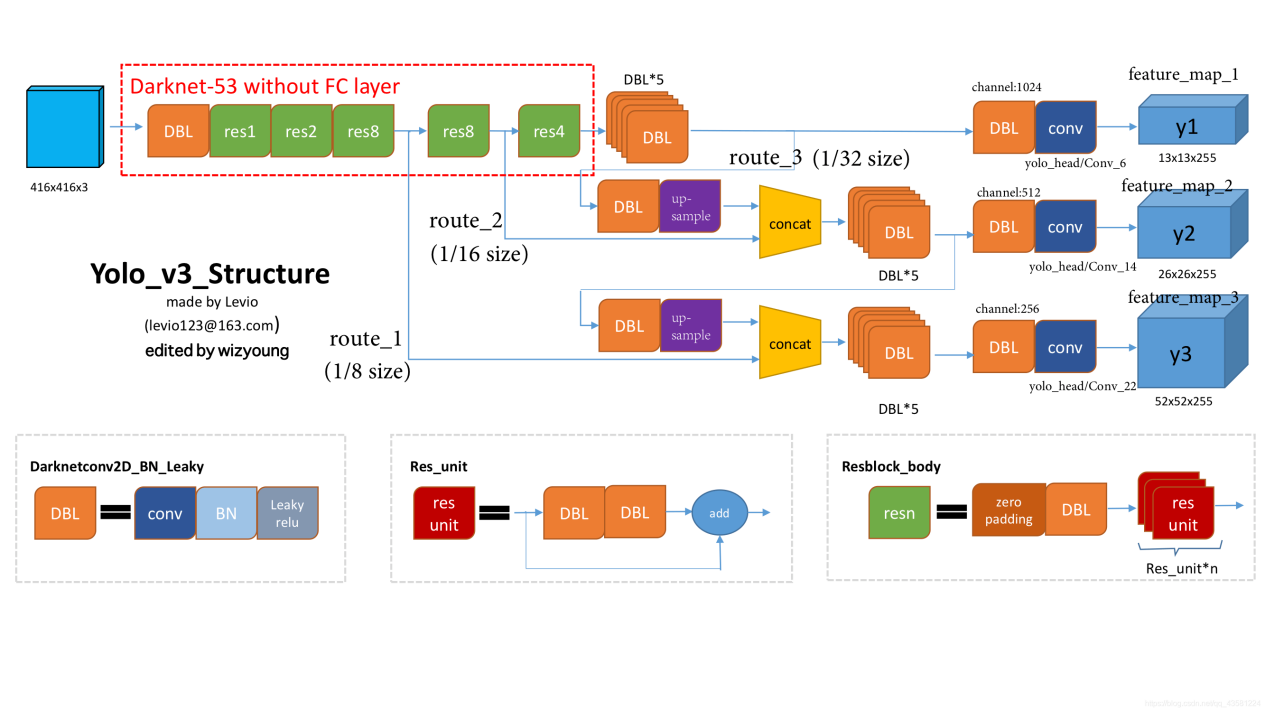 Darknet-53 without FC layer
DBL
res1
res2
res8
res8
res4
DBL*5
DBL
416x416x3
channel:1024
DBL
conv
yolo_head/Conv_6
feature_map_1
y1
13x13x255
route_3 (1/32 size)
DBL
up-
sample
concat
DBL
DBL*5
channel:512
DBL
conv
yolo_head/Conv_14
feature_map_2
y2
26x26x255
route_2
(1/16 size)
Yolo_v3_Structure
made by Levio
(levio123@163.com)
edited by wizyoung
route_1
(1/8 size)
DBL
up-
sample
concat
DBL
DBL*5
channel:256
DBL
conv
yolo_head/Conv_22
feature_map_3
y3
52x52x255
Darknetconv2D_BN_Leaky
DBL
conv
BN
Leaky
relu
Res_unit
res
unit
DBL
DBL
add
Resblock_body
resn
zero
padding
DBL
res
unit
Res_unit*n